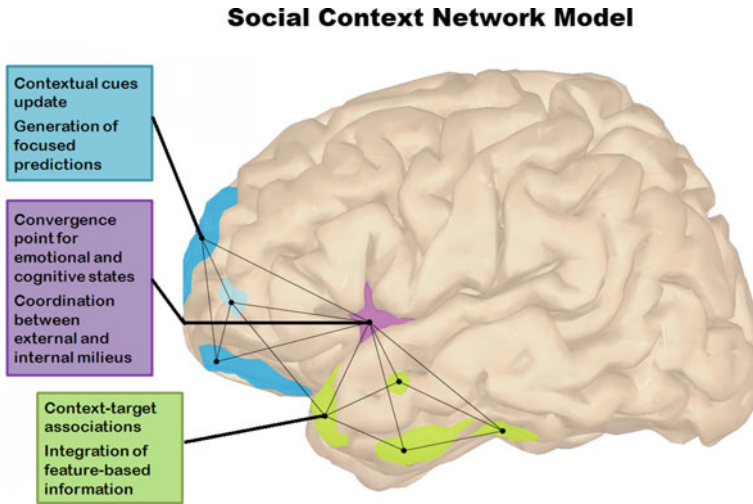 Social Context Network Model
Contextual cues
update
Generation of
focused
predictions
Convergence
point for
emotional and
cognitive states
Coordination
between
external and
internal milieus
Context-target
associations
Integration of
feature-based
information